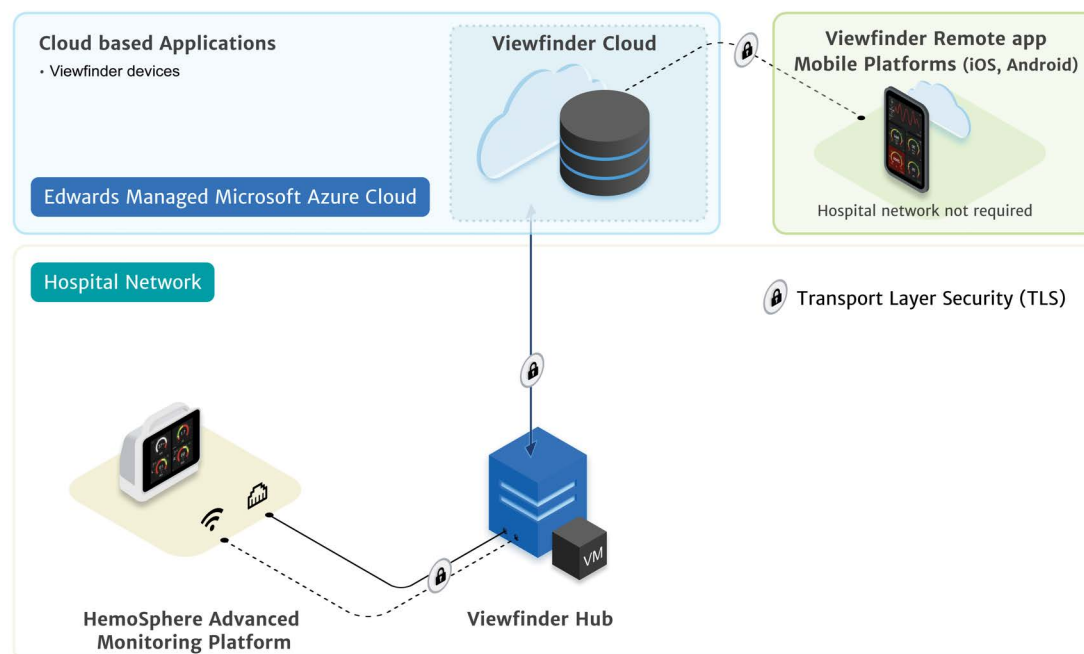 Cloud based Applications
· Viewfinder devices
Edwards Managed Microsoft Azure Cloud
Viewfinder Cloud
Viewfinder Remote app
Mobile Platforms (iOS, Android)
Hospital network not required
Hospital Network
Transport Layer Security (TLS)
VM
HemoSphere Advanced
Monitoring Platform
Viewfinder Hub